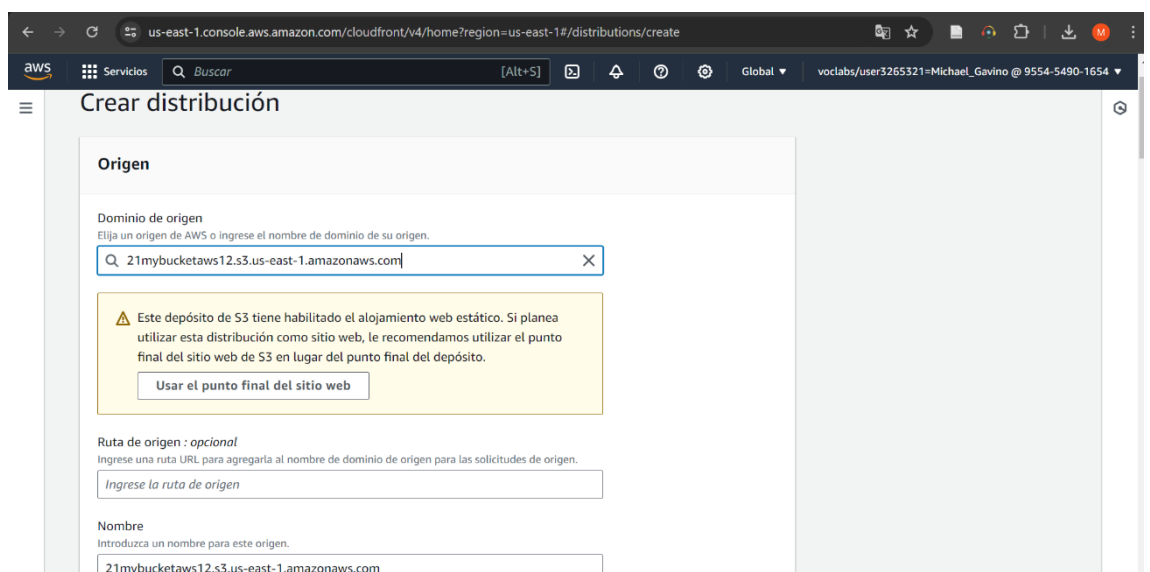 us-east-1.console.aws.amazon.com/cloudfront/v4/home?region=us-east-1#/distributions/create
M
aws
Servicios
Buscar
[Alt+S]
Global
voclabs/user3265321=Michael_Gavino @ 9554-5490-1654
Crear distribución
Origen
Dominio de origen
Elija un origen de AWS o ingrese el nombre de dominio de su origen.
21mybucketaws12.s3.us-east-1.amazonaws.com
Este depósito de S3 tiene habilitado el alojamiento web estático. Si planea
utilizar esta distribución como sitio web, le recomendamos utilizar el punto
final del sitio web de S3 en lugar del punto final del depósito.
Usar el punto final del sitio web
Ruta de origen : opcional
Ingrese una ruta URL para agregarla al nombre de dominio de origen para las solicitudes de origen.
Ingrese la ruta de origen
Nombre
Introduzca un nombre para este origen.
21mybucketaws12.s3.us-east-1.amazonaws.com